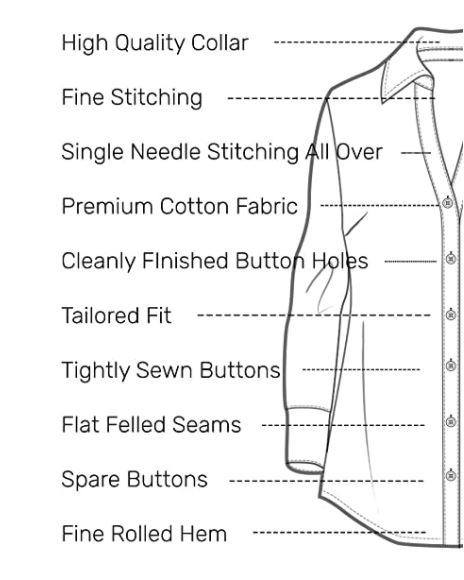 High Quality Collar
Fine Stitching
Single Needle Stitching All Over
Premium Cotton Fabric
Cleanly FInished Button Holes
Tailored Fit
Tightly Sewn Buttons
Flat Felled Seams
Spare Buttons
Fine Rolled Hem